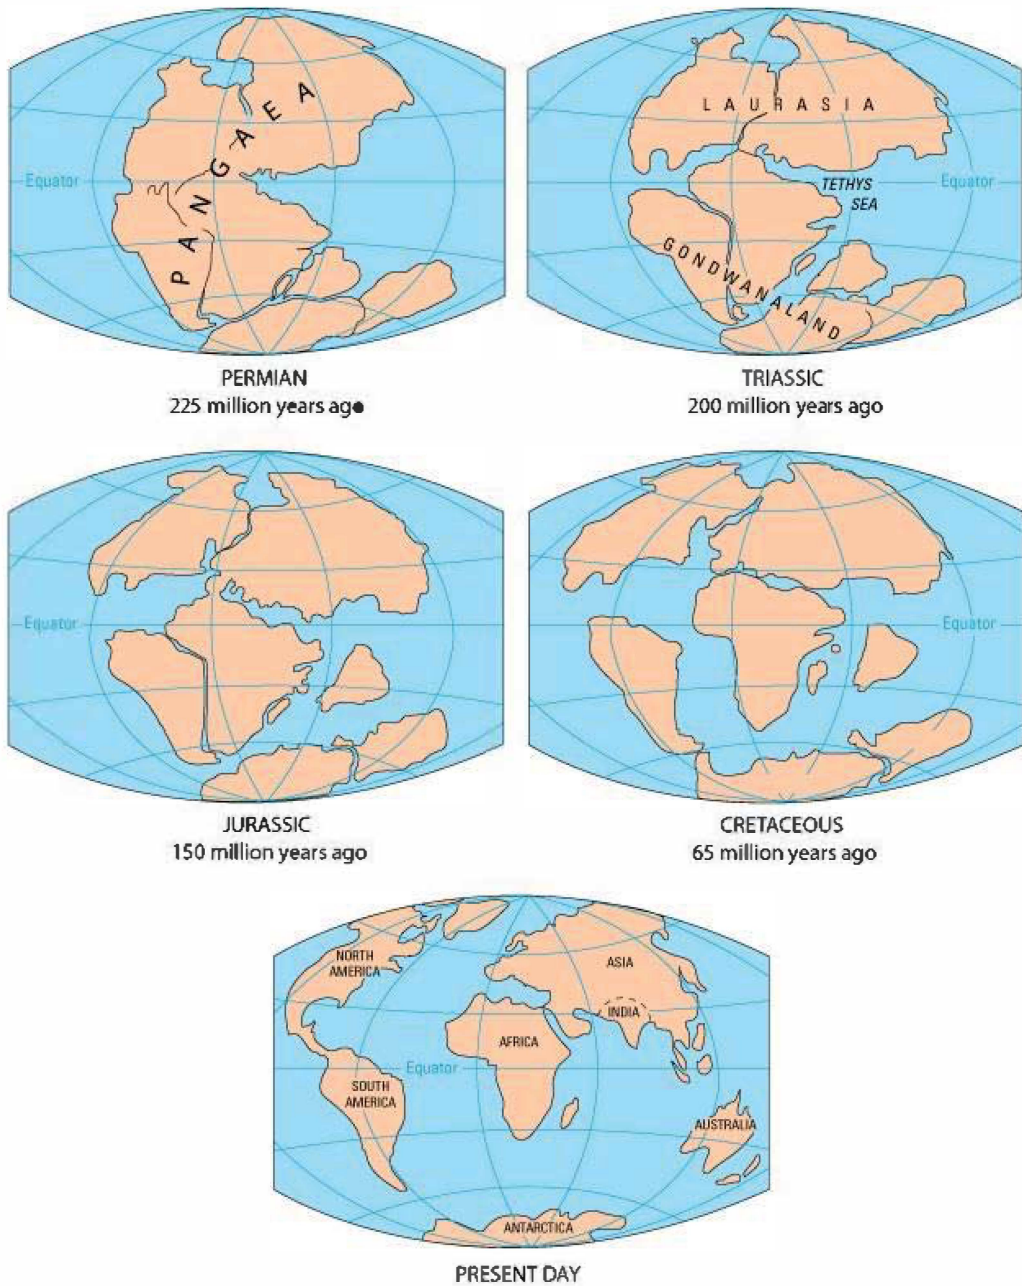 PANGAEA
Equator
PERMIAN
225 million years ago
LAURASIA
TETHYS
SEA
Equator
GONDWANALAND
TRIASSIC
200 million years ago
Equator
JURASSIC
150 million years ago
Equator
CRETACEOUS
65 million years ago
NORTH
AMERICA
ASIA
INDIA
AFRICA
Equator
SOUTH
AMERICA
AUSTRALIA
ANTARCTICA
PRESENT DAY